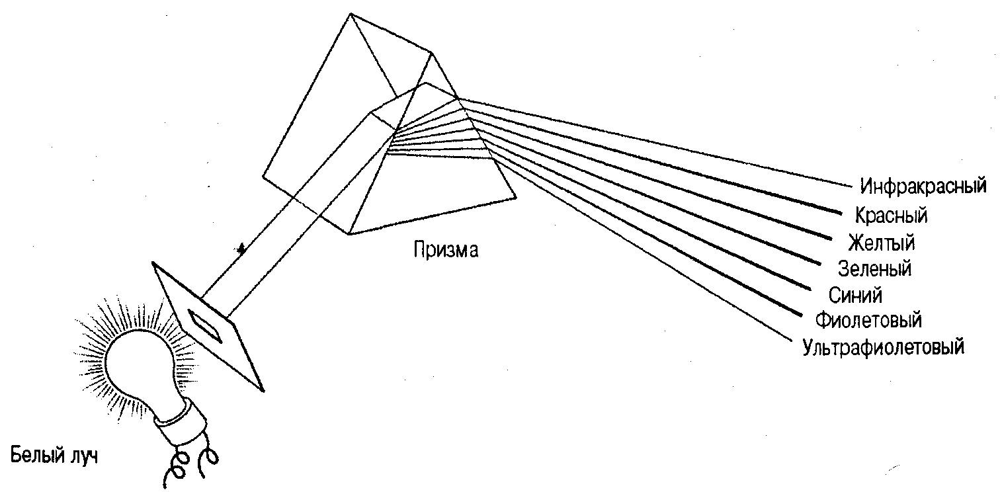 Инфракрасный
Красный
Призма
Желтый
Зеленый
Синий
Фиолетовый
Ультрафиолетовый
Белый луч